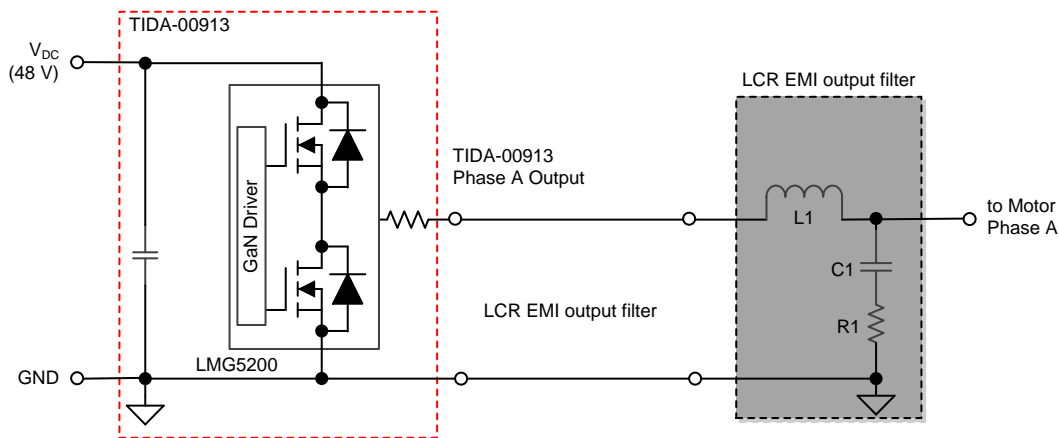 TIDA-00913
V_DC
(48 V)
LCR EMI output filter
GaN Driver
TIDA-00913
Phase A Output
L1
to Motor
Phase A
C1
LCR EMI output filter
R1
LMG5200
GND